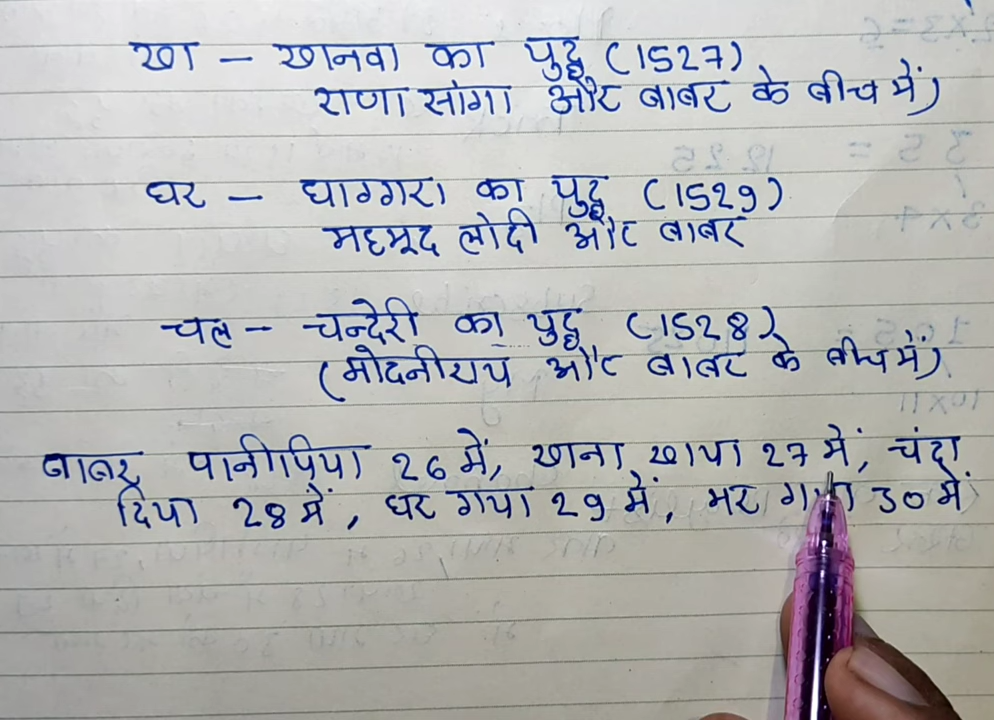 खा - खानवा का युद्ध (1527)
राणा सांगा और बाबर के बीच में)
घर - घाग्गरा का युद्ध (1529)
महमूद लोदी और बाबर
चल - चन्देरी का युद्ध (1528)
(मोदनीराय और बाबर के बीच में)
बाबर पानीपिया 26 में, खाना खाया 27 में, चंदा
दिया 28 में, घर गया 29 में, मर गया 30 में